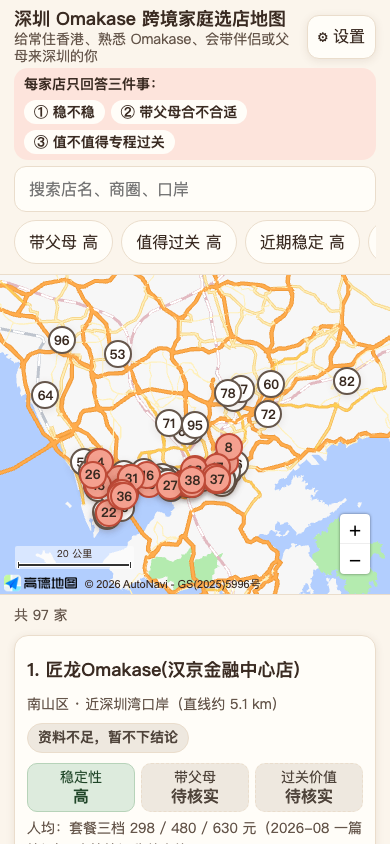 深圳 Omakase 跨境家庭选店地图
给常住香港、熟悉 Omakase、会带伴侣或父
母来深圳的你
⚙ 设置
每家店只回答三件事：
① 稳不稳
② 带父母合不合适
③ 值不值得专程过关
搜索店名、商圈、口岸
带父母 高
值得过关 高
近期稳定 高
96
53
64
82
60
78
72
71
95
8
26
31
27
38
37
36
22
+
−
20 公里
高德地图
© 2026 AutoNavi - GS(2025)5996号
共 97 家
1. 匠龙Omakase(汉京金融中心店)
南山区 · 近深圳湾口岸（直线约 5.1 km）
资料不足，暂不下结论
稳定性
高
带父母
待核实
过关价值
待核实
人均：套餐三档 298 / 480 / 630 元（2026-08 一篇